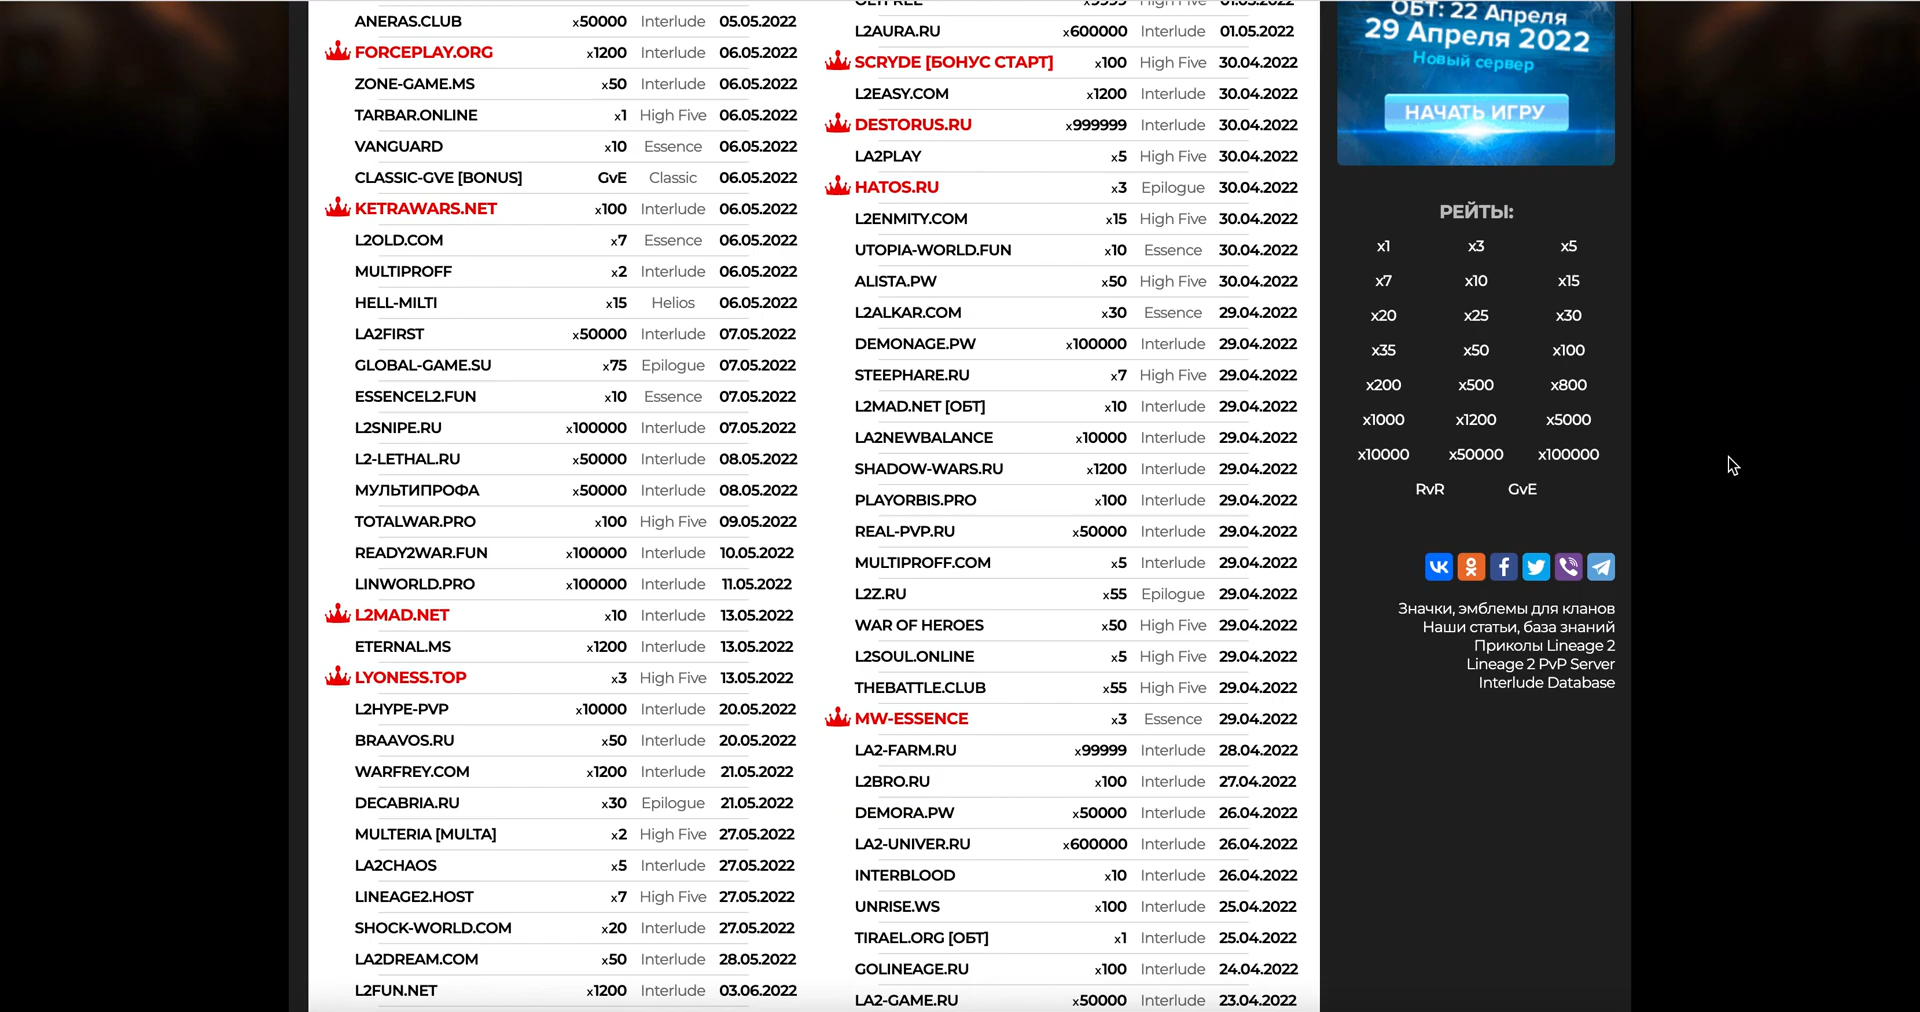 ANERAS.CLUB x50000 Interlude 05.05.2022
FORCEPLAY.ORG x1200 Interlude 06.05.2022
ZONE-GAME.MS x50 Interlude 06.05.2022
TARBAR.ONLINE x1 High Five 06.05.2022
VANGUARD x10 Essence 06.05.2022
CLASSIC-GVE [BONUS] GvE Classic 06.05.2022
KETRAWARS.NET x100 Interlude 06.05.2022
L2OLD.COM x7 Essence 06.05.2022
MULTIPROFF x2 Interlude 06.05.2022
HELL-MILTI x15 Helios 06.05.2022
LA2FIRST x50000 Interlude 07.05.2022
GLOBAL-GAME.SU x75 Epilogue 07.05.2022
ESSENCEL2.FUN x10 Essence 07.05.2022
L2SNIPE.RU x100000 Interlude 07.05.2022
L2-LETHAL.RU x50000 Interlude 08.05.2022
МУЛЬТИПРОФА x50000 Interlude 08.05.2022
TOTALWAR.PRO x100 High Five 09.05.2022
READY2WAR.FUN x100000 Interlude 10.05.2022
LINWORLD.PRO x100000 Interlude 11.05.2022
L2MAD.NET x10 Interlude 13.05.2022
ETERNAL.MS x1200 Interlude 13.05.2022
LYONESS.TOP x3 High Five 13.05.2022
L2HYPE-PVP x10000 Interlude 20.05.2022
BRAAVOS.RU x50 Interlude 20.05.2022
WARFREY.COM x1200 Interlude 21.05.2022
DECABRIA.RU x30 Epilogue 21.05.2022
MULTERIA [MULTA] x2 High Five 27.05.2022
LA2CHAOS x5 Interlude 27.05.2022
LINEAGE2.HOST x7 High Five 27.05.2022
SHOCK-WORLD.COM x20 Interlude 27.05.2022
LA2DREAM.COM x50 Interlude 28.05.2022
L2FUN.NET x1200 Interlude 03.06.2022
x9999 High Five 01.05.2022
L2AURA.RU x600000 Interlude 01.05.2022
SCRYDE [БОНУС СТАРТ] x100 High Five 30.04.2022
L2EASY.COM x1200 Interlude 30.04.2022
DESTORUS.RU x999999 Interlude 30.04.2022
LA2PLAY x5 High Five 30.04.2022
HATOS.RU x3 Epilogue 30.04.2022
L2ENMITY.COM x15 High Five 30.04.2022
UTOPIA-WORLD.FUN x10 Essence 30.04.2022
ALISTA.PW x50 High Five 30.04.2022
L2ALKAR.COM x30 Essence 29.04.2022
DEMONAGE.PW x100000 Interlude 29.04.2022
STEEPHARE.RU x7 High Five 29.04.2022
L2MAD.NET [ОБТ] x10 Interlude 29.04.2022
LA2NEWBALANCE x10000 Interlude 29.04.2022
SHADOW-WARS.RU x1200 Interlude 29.04.2022
PLAYORBIS.PRO x100 Interlude 29.04.2022
REAL-PVP.RU x50000 Interlude 29.04.2022
MULTIPROFF.COM x5 Interlude 29.04.2022
L2Z.RU x55 Epilogue 29.04.2022
WAR OF HEROES x50 High Five 29.04.2022
L2SOUL.ONLINE x5 High Five 29.04.2022
THEBATTLE.CLUB x55 High Five 29.04.2022
MW-ESSENCE x3 Essence 29.04.2022
LA2-FARM.RU x99999 Interlude 28.04.2022
L2BRO.RU x100 Interlude 27.04.2022
DEMORA.PW x50000 Interlude 26.04.2022
LA2-UNIVER.RU x600000 Interlude 26.04.2022
INTERBLOOD x10 Interlude 26.04.2022
UNRISE.WS x100 Interlude 25.04.2022
TIRAEL.ORG [ОБТ] x1 Interlude 25.04.2022
GOLINEAGE.RU x100 Interlude 24.04.2022
LA2-GAME.RU x50000 Interlude 23.04.2022
ОБТ: 22 Апреля
29 Апреля 2022
Новый сервер
НАЧАТЬ ИГРУ
РЕЙТЫ:
x1 x3 x5
x7 x10 x15
x20 x25 x30
x35 x50 x100
x200 x500 x800
x1000 x1200 x5000
x10000 x50000 x100000
RvR GvE
Значки, эмблемы для кланов
Наши статьи, база знаний
Приколы Lineage 2
Lineage 2 PvP Server
Interlude Database